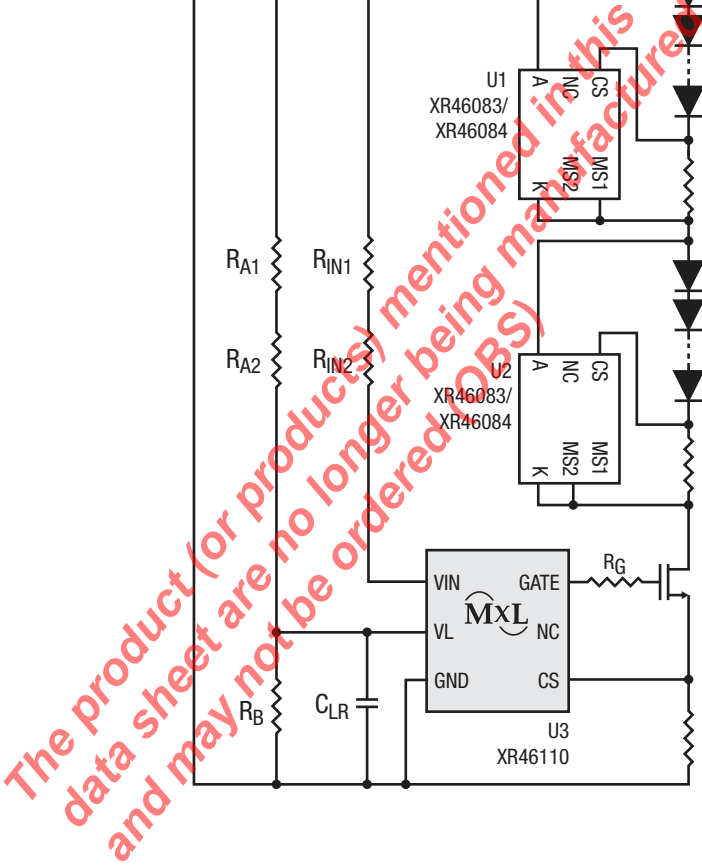 U1
XR46083/
XR46084
A
NC
CS
K
MS2
MS1
RA1
RIN1
RA2
RIN2
U2
XR46083/
XR46084
A
NC
CS
K
MS2
MS1
VIN
GATE
RG
MXL
VL
NC
GND
CS
RB
CLR
U3
XR46110
The product (or products) mentioned in this
data sheet are no longer being manufactured
and may not be ordered (OBS)